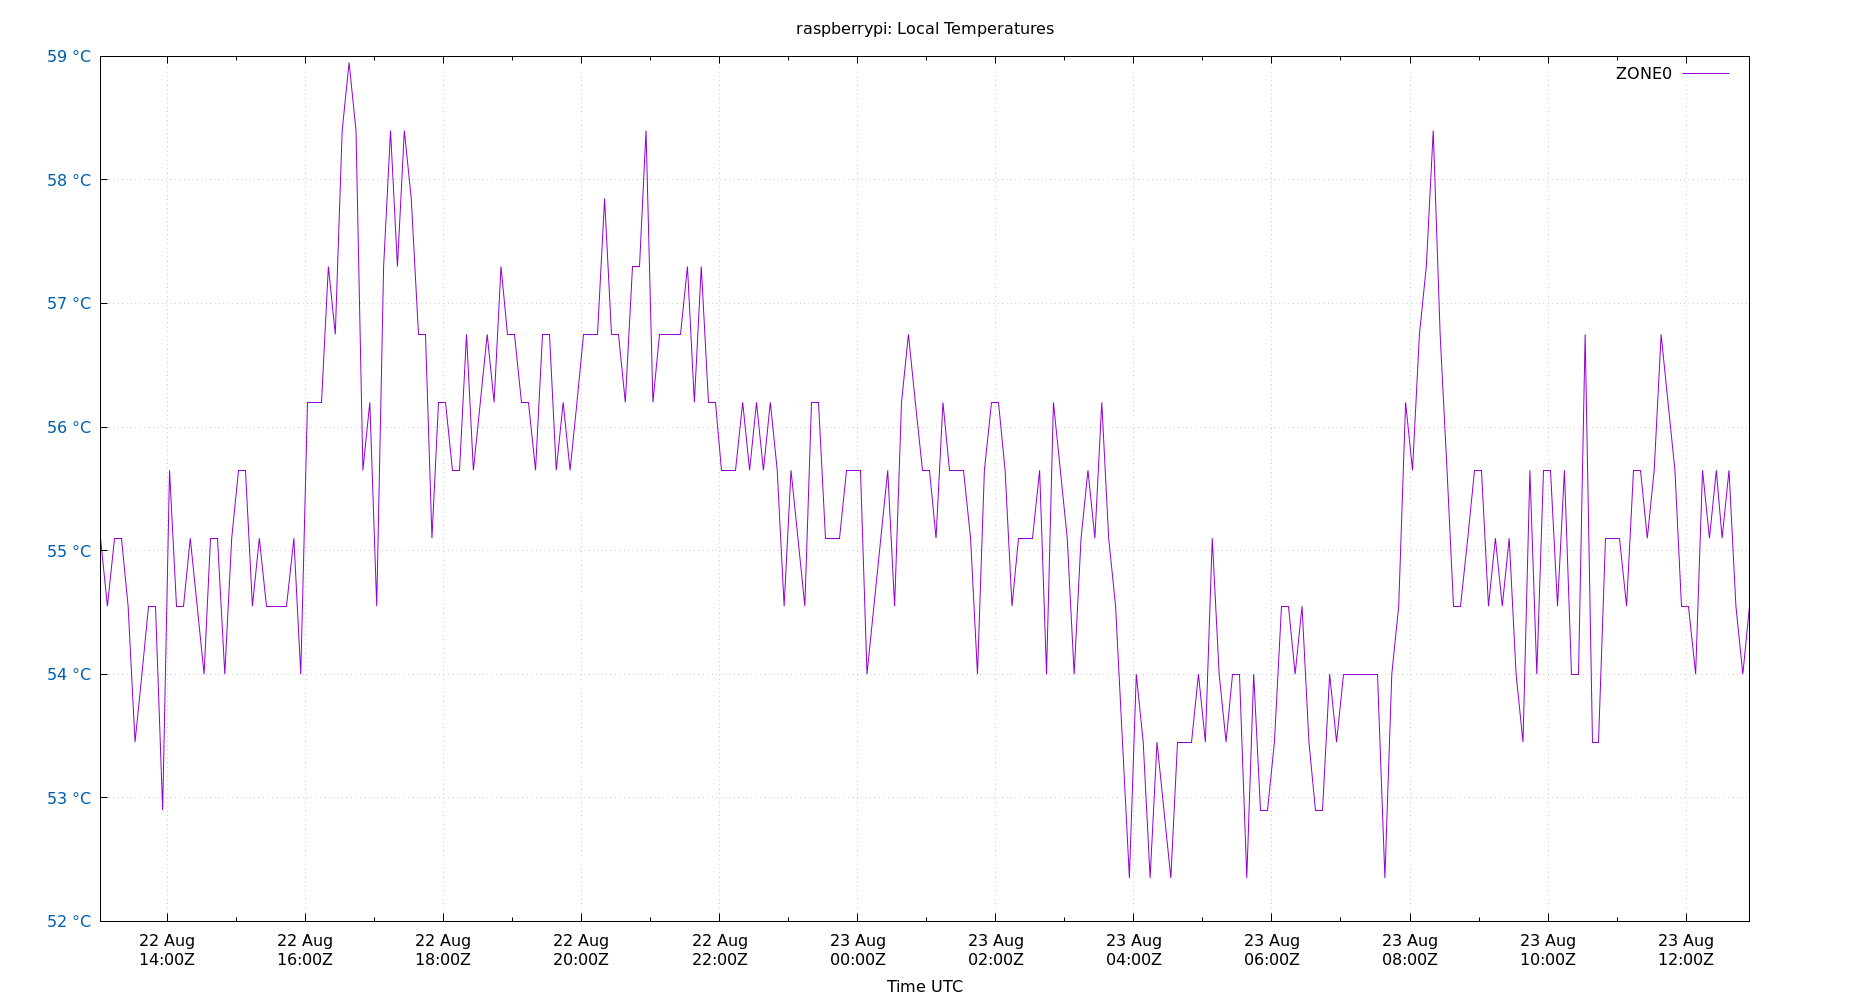 raspberrypi: Local Temperatures
59 °C
ZONE0
58 °C
57 °C
56 °C
55 °C
54 °C
53 °C
52 °C
22 Aug 22 Aug 22 Aug 22 Aug 22 Aug 23 Aug 23 Aug 23 Aug 23 Aug 23 Aug 23 Aug 23 Aug
14:00Z 16:00Z 18:00Z 20:00Z 22:00Z 00:00Z 02:00Z 04:00Z 06:00Z 08:00Z 10:00Z 12:00Z
Time UTC